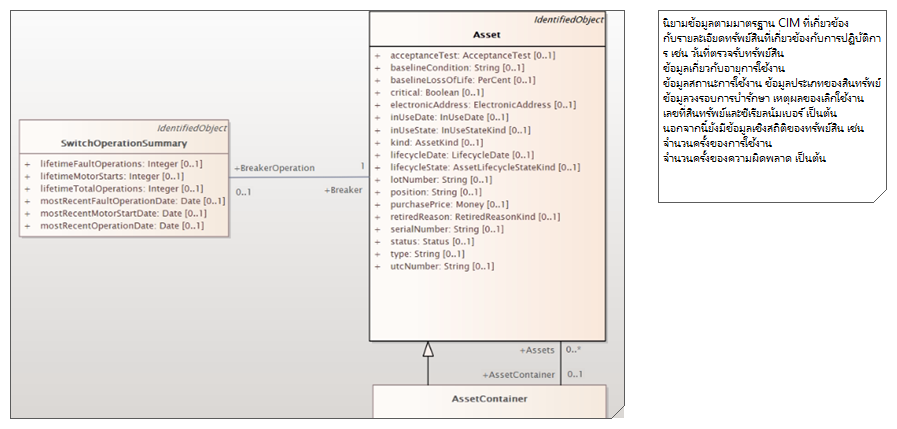 IdentifiedObject
Asset
+ acceptanceTest: AcceptanceTest [0..1]
+ baselineCondition: String [0..1]
+ baselineLossOfLife: PerCent [0..1]
+ critical: Boolean [0..1]
+ electronicAddress: ElectronicAddress [0..1]
+ inUseDate: InUseDate [0..1]
+ inUseState: InUseStateKind [0..1]
+ kind: AssetKind [0..1]
+ lifecycleDate: LifecycleDate [0..1]
+ lifecycleState: AssetLifecycleStateKind [0..1]
+ lotNumber: String [0..1]
+ position: String [0..1]
+ purchasePrice: Money [0..1]
+ retiredReason: RetiredReasonKind [0..1]
+ serialNumber: String [0..1]
+ status: Status [0..1]
+ type: String [0..1]
+ utcNumber: String [0..1]
IdentifiedObject
SwitchOperationSummary
+ lifetimeFaultOperations: Integer [0..1]
+ lifetimeMotorStarts: Integer [0..1]
+ lifetimeTotalOperations: Integer [0..1]
+ mostRecentFaultOperationDate: Date [0..1]
+ mostRecentMotorStartDate: Date [0..1]
+ mostRecentOperationDate: Date [0..1]
+BreakerOperation 1
0..1 +Breaker
+Assets 0..*
+AssetContainer 0..1
AssetContainer
นิยามข้อมูลตามมาตรฐาน CIM ที่เกี่ยวข้อง
กับรายละเอียดทรัพย์สินที่เกี่ยวข้องกับการปฏิบัติกา
ร เช่น วันที่ตรวจรับทรัพย์สิน
ข้อมูลเกี่ยวกับอายุการใช้งาน
ข้อมูลสถานะการใช้งาน ข้อมูลประเภทของสินทรัพย์
ข้อมูลวงรอบการบำรักษา เหตุผลของเลิกใช้งาน
เลขที่สินทรัพย์และซีเรียลนัมเบอร์ เป็นต้น
นอกจากนี้ยังมีข้อมูลเชิงสถิติของทรัพย์สิน เช่น
จำนวนครั้งของการใช้งาน
จำนวนครั้งของความผิดพลาด เป็นต้น